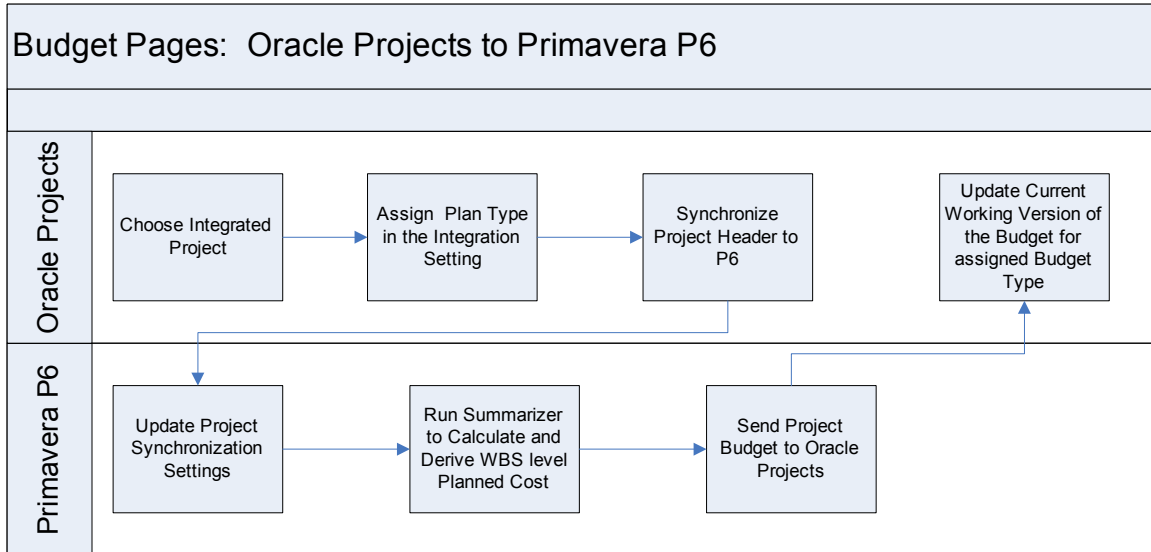 Budget Pages:  Oracle Projects to Primavera P6
Oracle Projects
Choose Integrated
Project
Assign  Plan Type
in the Integration
Setting
Synchronize
Project Header to
P6
Update Current
Working Version of
the Budget for
assigned Budget
Type
Primavera P6
Update Project
Synchronization
Settings
Run Summarizer
to Calculate and
Derive WBS level
Planned Cost
Send Project
Budget to Oracle
Projects